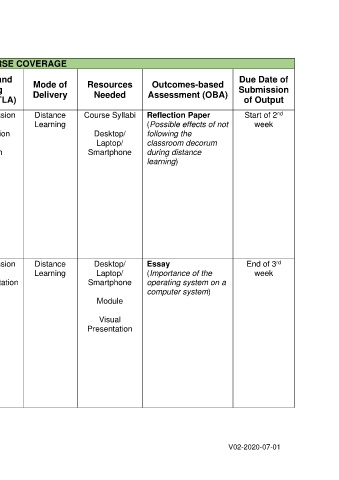 RSE COVERAGE
and
g
TLA)
Mode of
Delivery
Resources
Needed
Outcomes-based
Assessment (OBA)
Due Date of
Submission
of Output
ssion
ion
n
Distance
Learning
Course Syllabi
Desktop/
Laptop/
Smartphone
Reflection Paper
(Possible effects of not
following the
classroom decorum
during distance
learning)
Start of 2nd
week
ssion
tation
Distance
Learning
Desktop/
Laptop/
Smartphone
Module
Visual
Presentation
Essay
(Importance of the
operating system on a
computer system)
End of 3rd
week
V02-2020-07-01